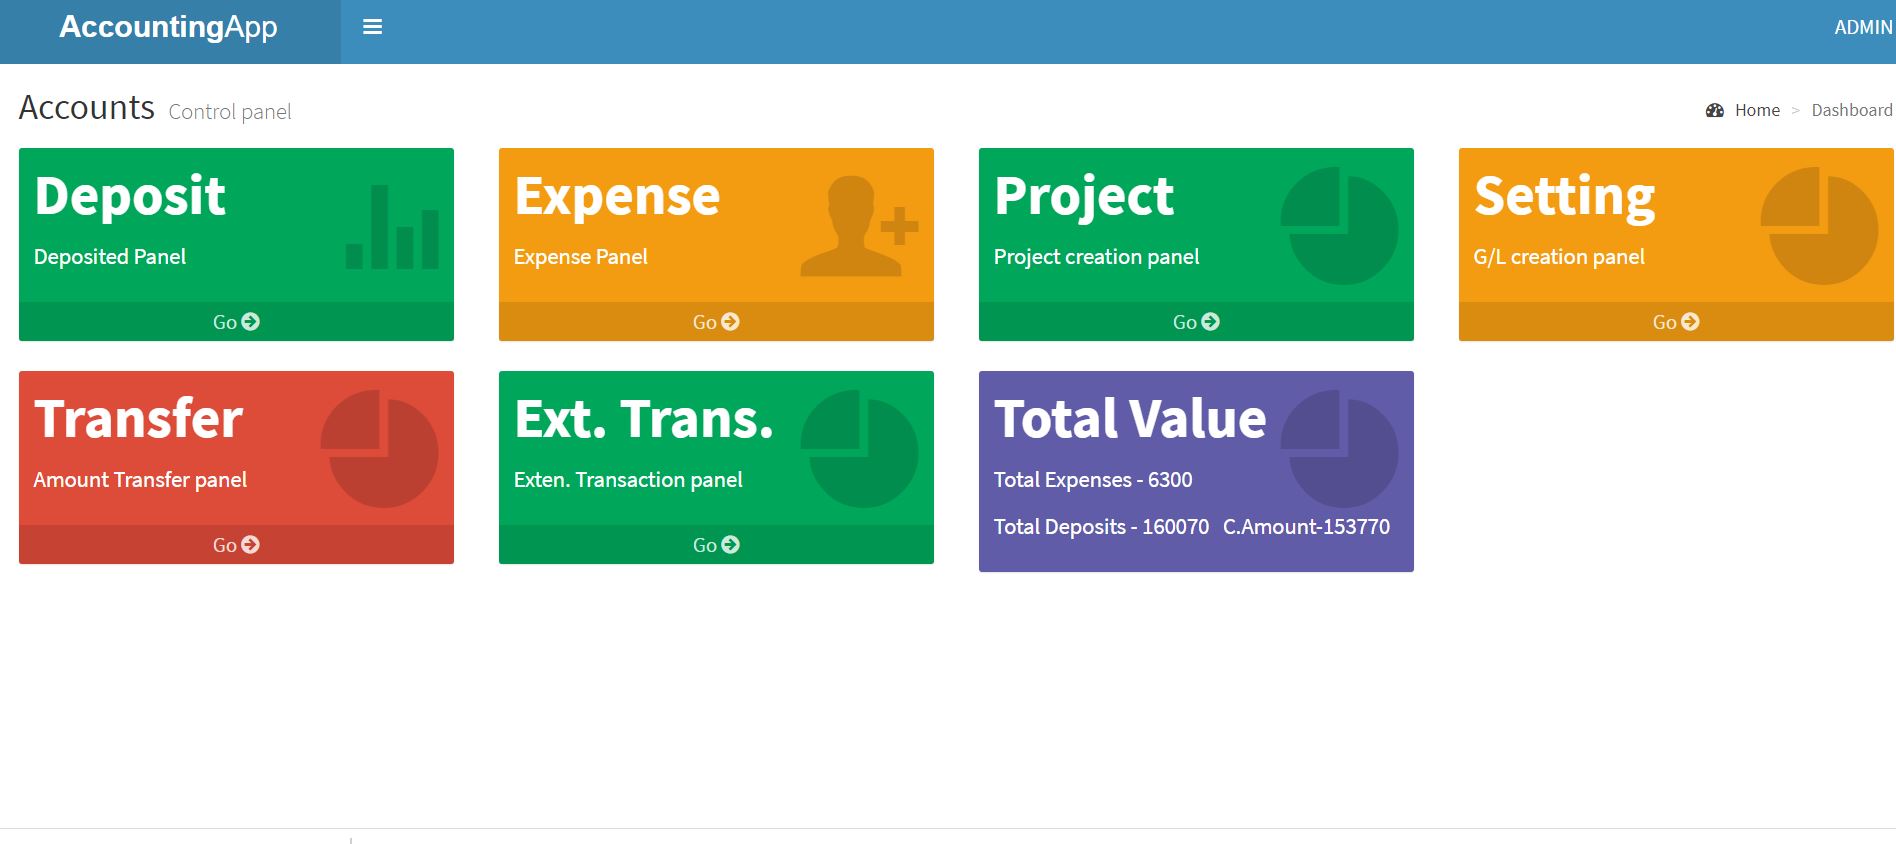 AccountingApp
ADMIN
Accounts Control panel
Home > Dashboard
Deposit
Deposited Panel
Go
Expense
Expense Panel
Go
Project
Project creation panel
Go
Setting
G/L creation panel
Go
Transfer
Amount Transfer panel
Go
Ext. Trans.
Exten. Transaction panel
Go
Total Value
Total Expenses - 6300
Total Deposits - 160070 C.Amount-153770